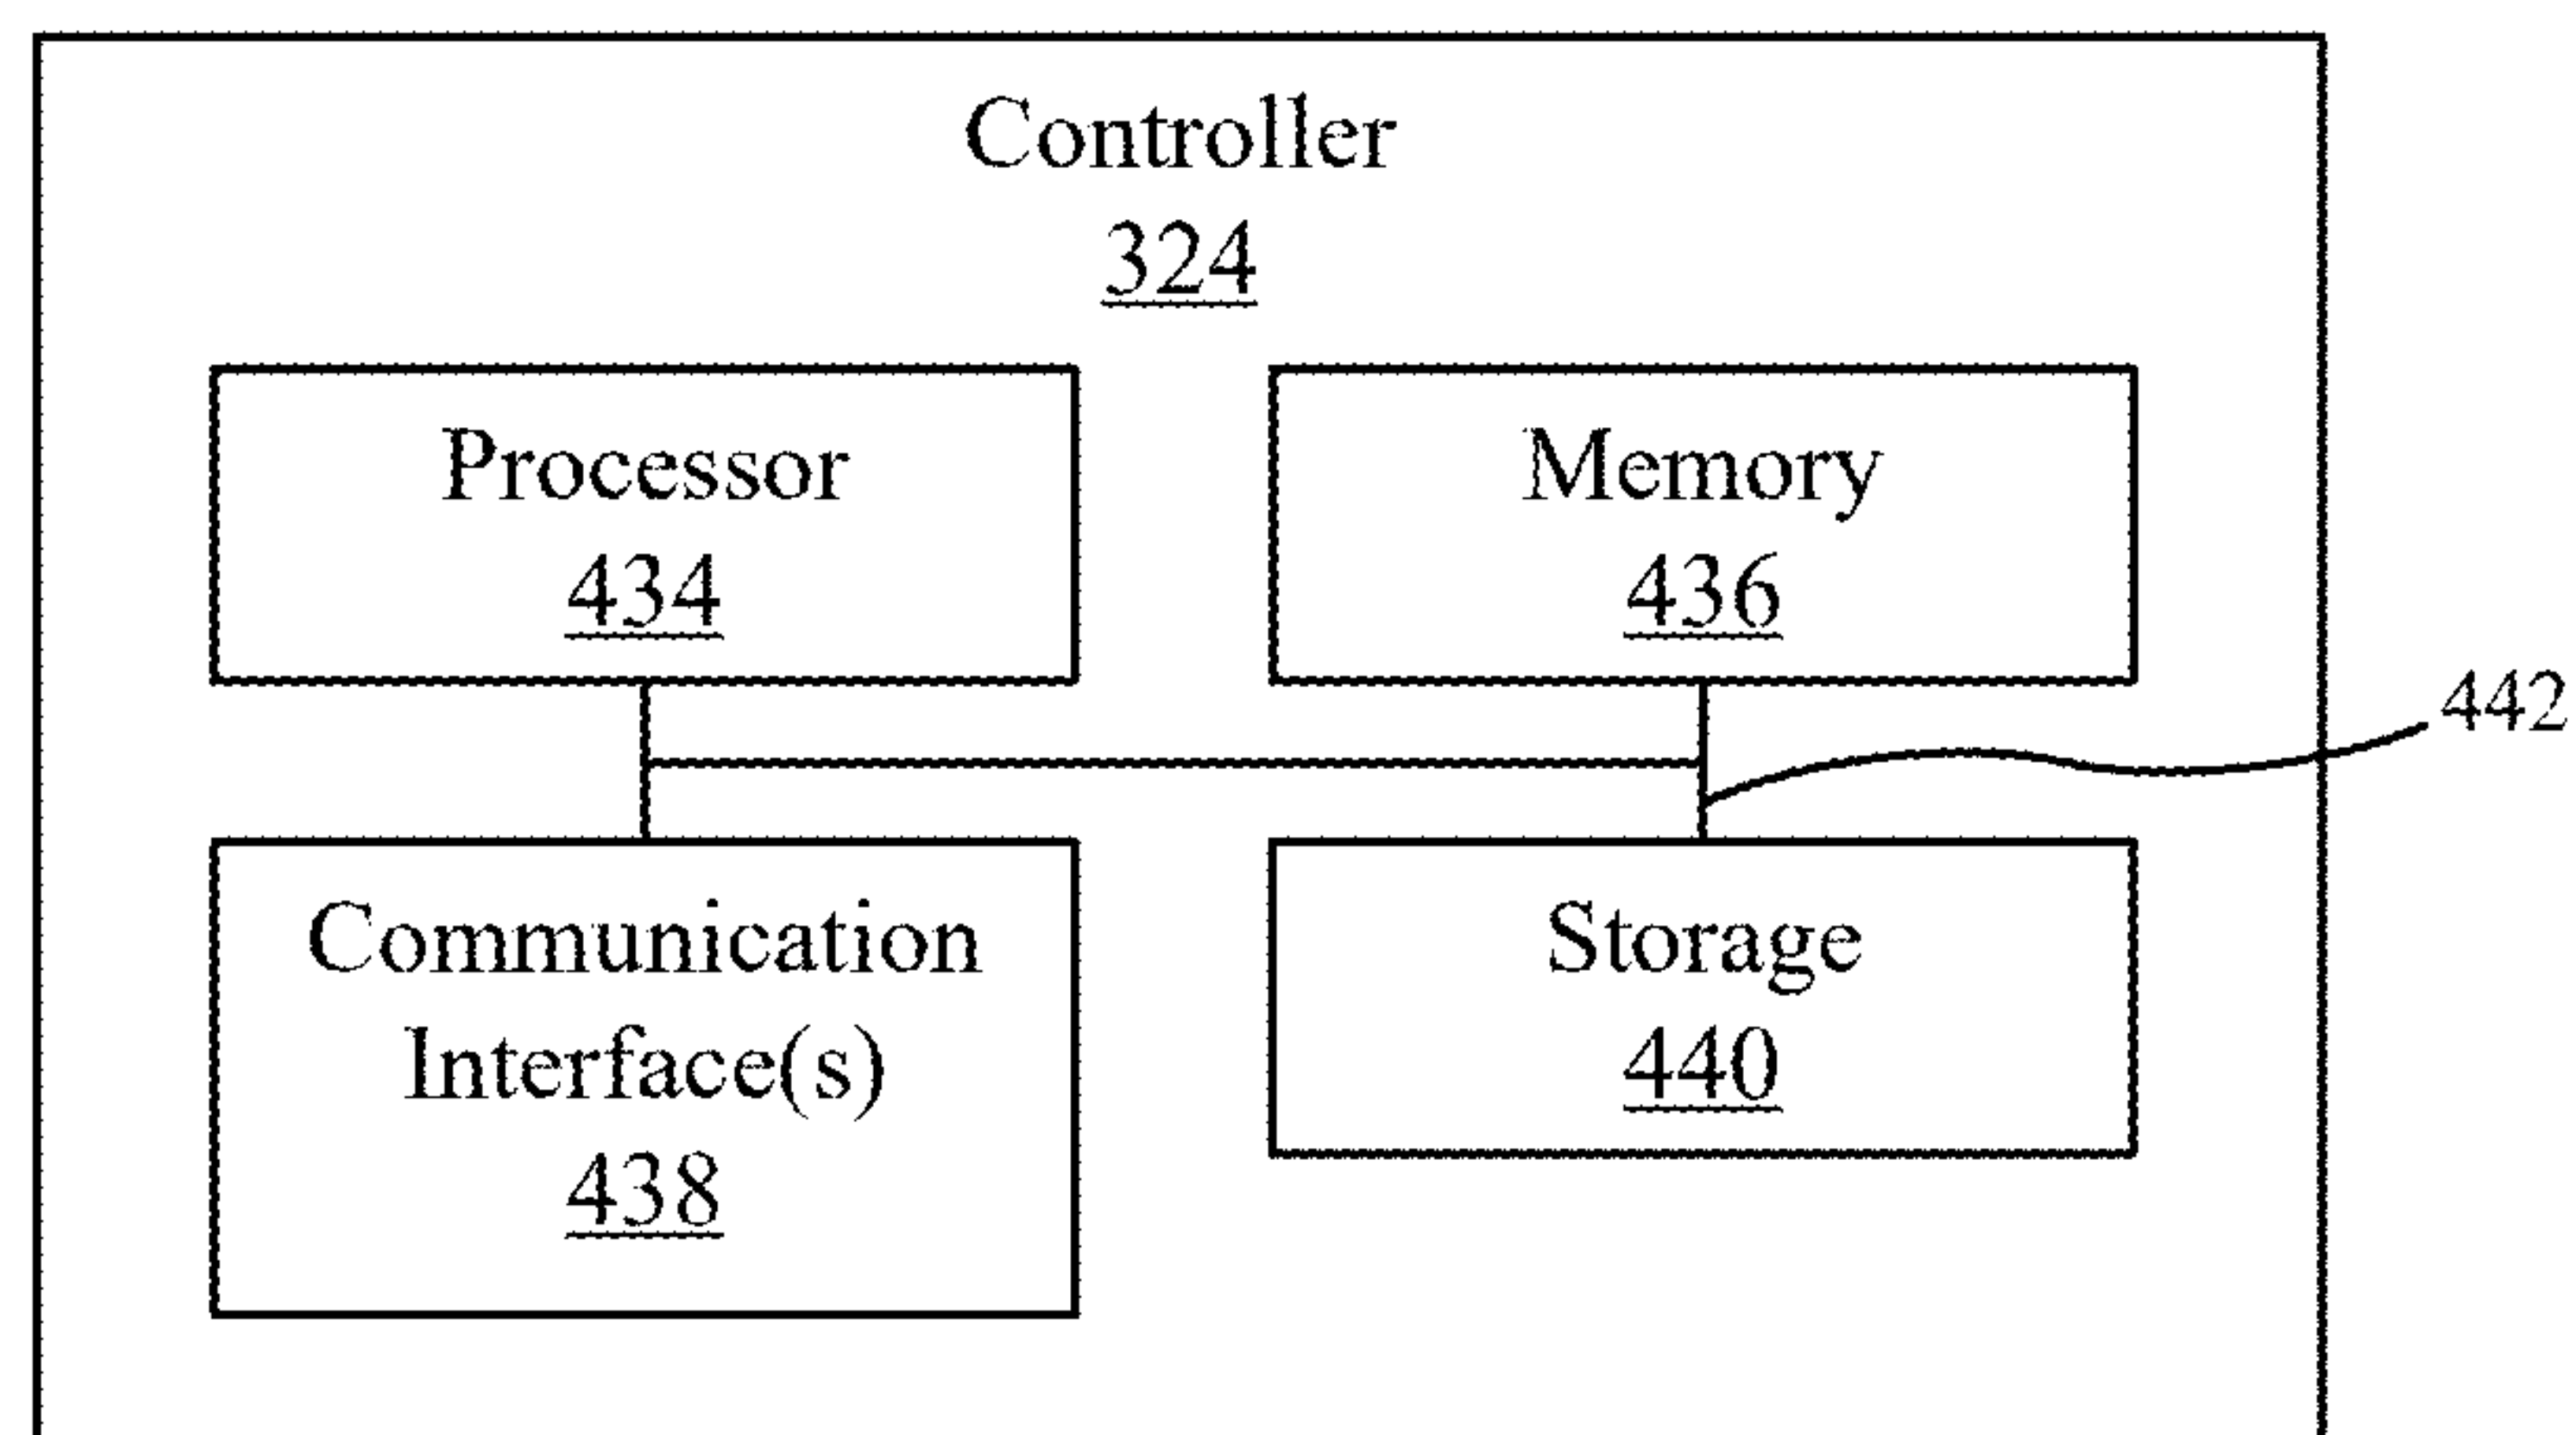 Controller
324
Processor
434
Memory
436
442
Communication
Interface(s)
438
Storage
440